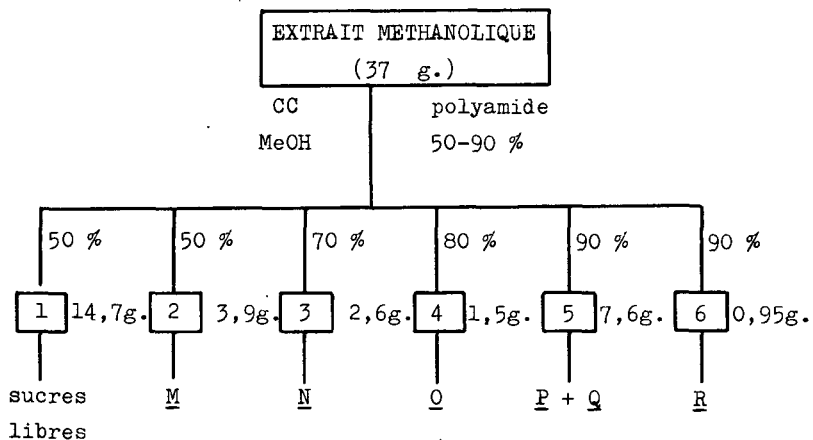 EXTRAIT METHANOLIQUE
(37 g.)
CC polyamide
MeOH 50-90 %
50 % 50 % 70 % 80 % 90 % 90 %
1 14,7g. 2 3,9g. 3 2,6g. 4 1,5g. 5 7,6g. 6 0,95g.
sucres M N O P + Q R
libres